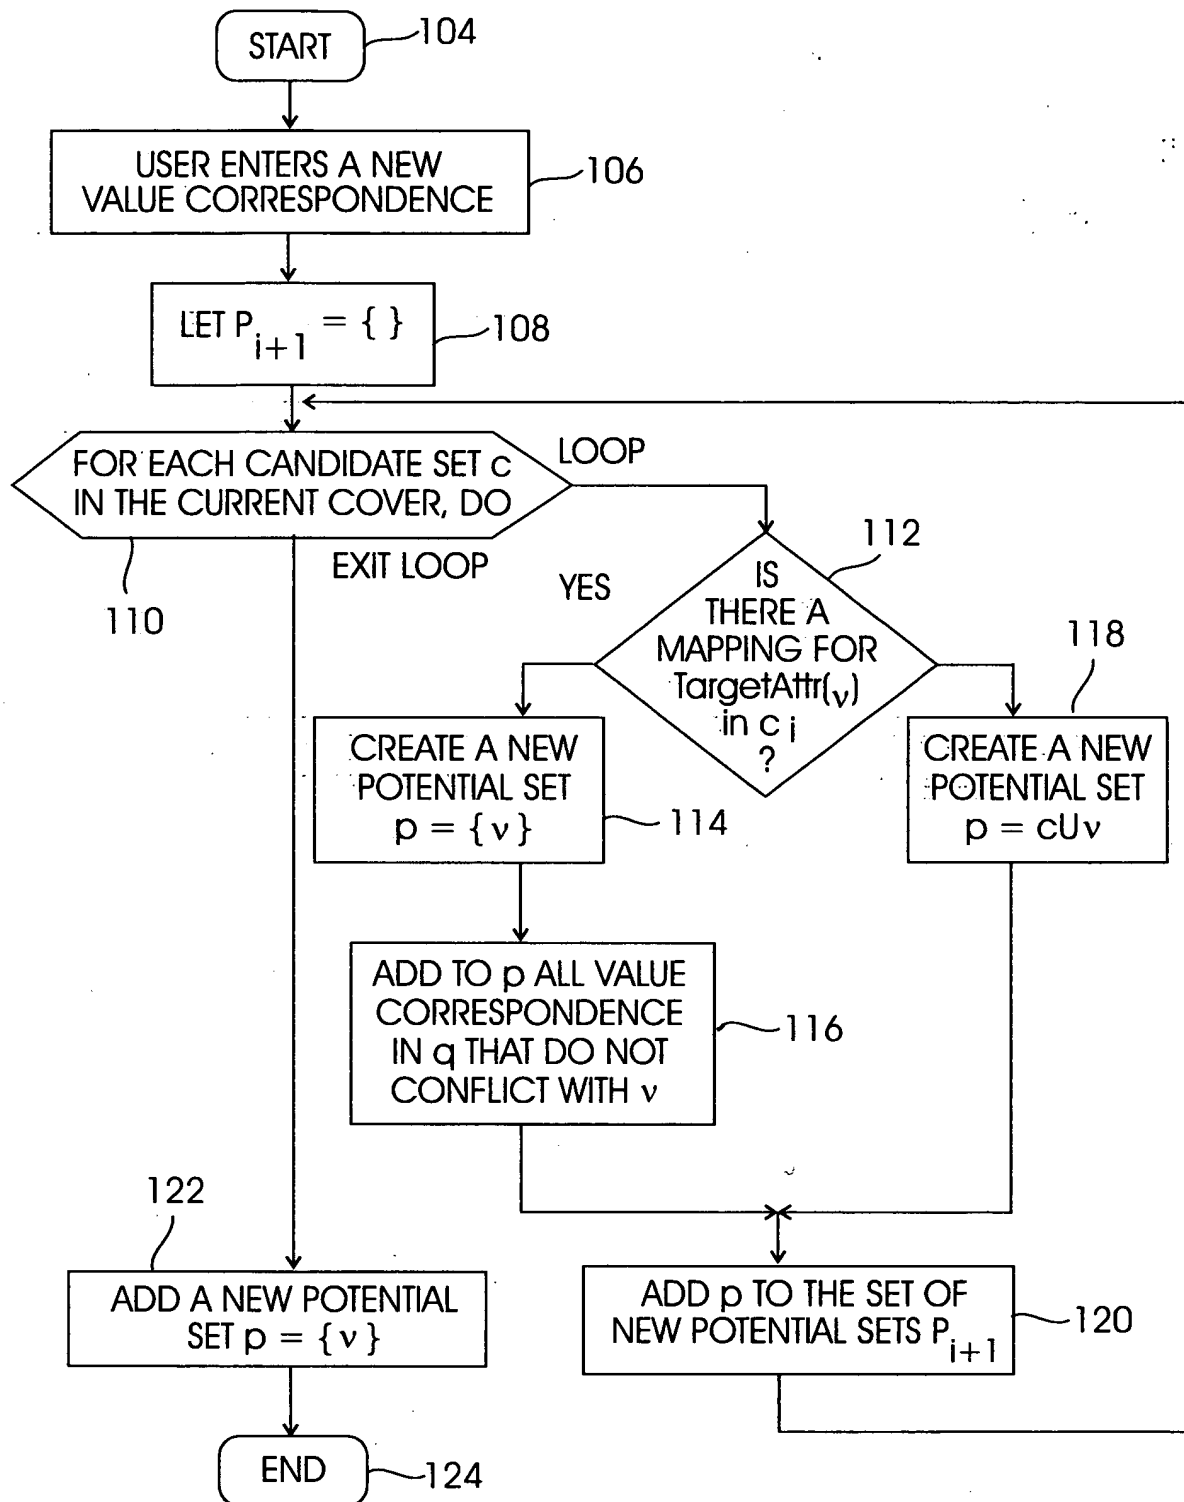 START
104
USER ENTERS A NEW
VALUE CORRESPONDENCE
106
LET P i+1 = { }
108
FOR EACH CANDIDATE SET c
IN THE CURRENT COVER, DO
LOOP
EXIT LOOP
110
112
YES
IS
THERE A
MAPPING FOR
TargetAttr(ν)
in c i
?
118
CREATE A NEW
POTENTIAL SET
p = {ν}
114
CREATE A NEW
POTENTIAL SET
p = cUν
ADD TO p ALL VALUE
CORRESPONDENCE
IN q THAT DO NOT
CONFLICT WITH ν
116
122
ADD A NEW POTENTIAL
SET p = {ν}
ADD p TO THE SET OF
NEW POTENTIAL SETS P i+1
120
END
124